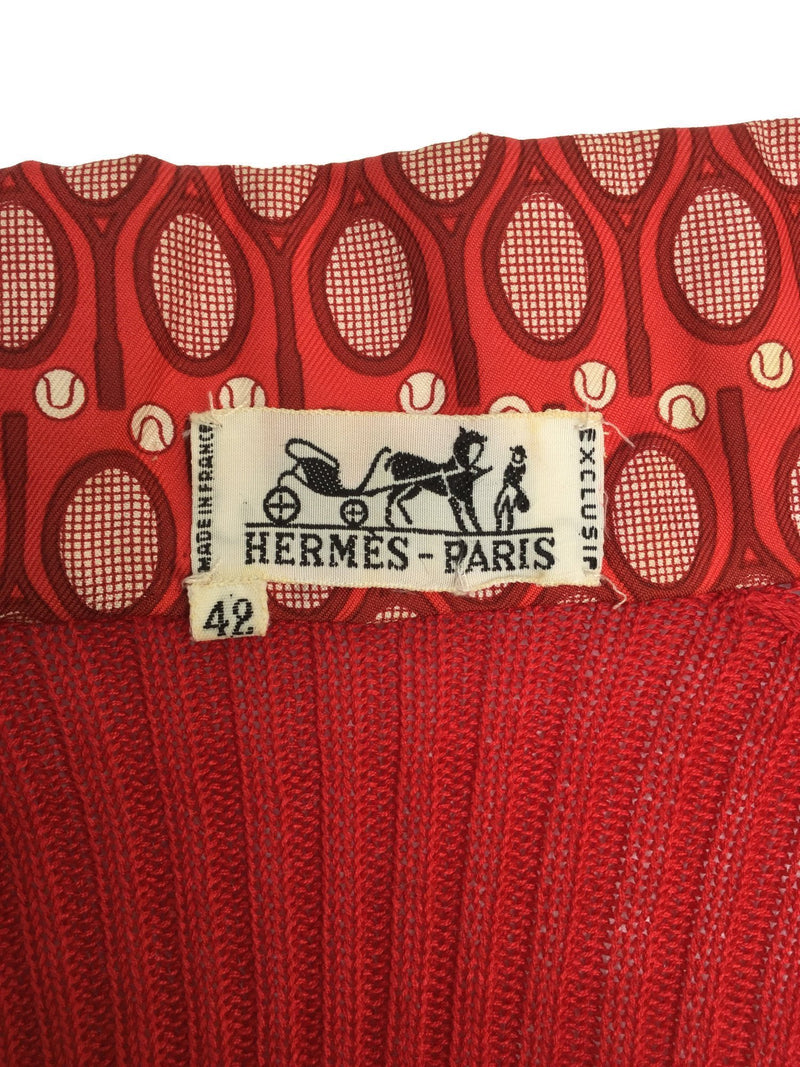 MADE IN FRANCE
EXCLUSIF
HERMÈS-PARIS
42